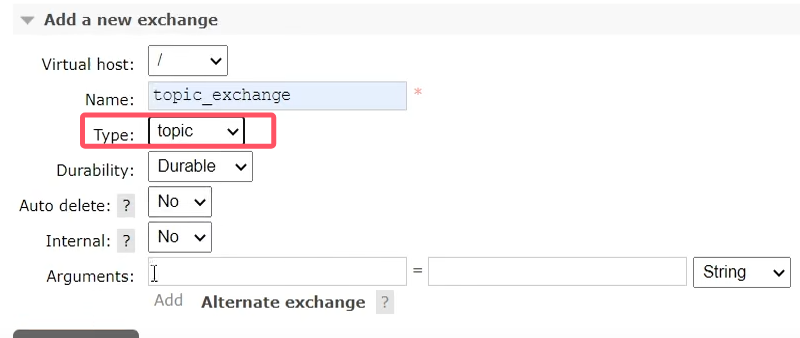 Add a new exchange
Virtual host: /
Name: topic_exchange *
Type: topic
Durability: Durable
Auto delete: ? No
Internal: ? No
Arguments: = String
Add Alternate exchange ?